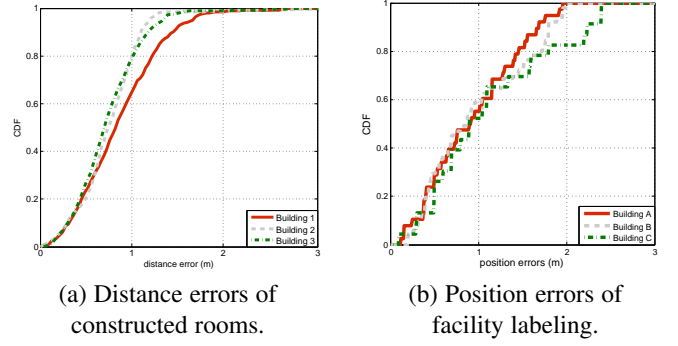 1
0.8
0.6
0.4
0.2
0
CDF
0
1
2
3
distance error (m)
Building 1
Building 2
Building 3
(a) Distance errors of
constructed rooms.
1
0.8
0.6
0.4
0.2
0
CDF
0
1
2
3
position errors (m)
Building A
Building B
Building C
(b) Position errors of
facility labeling.